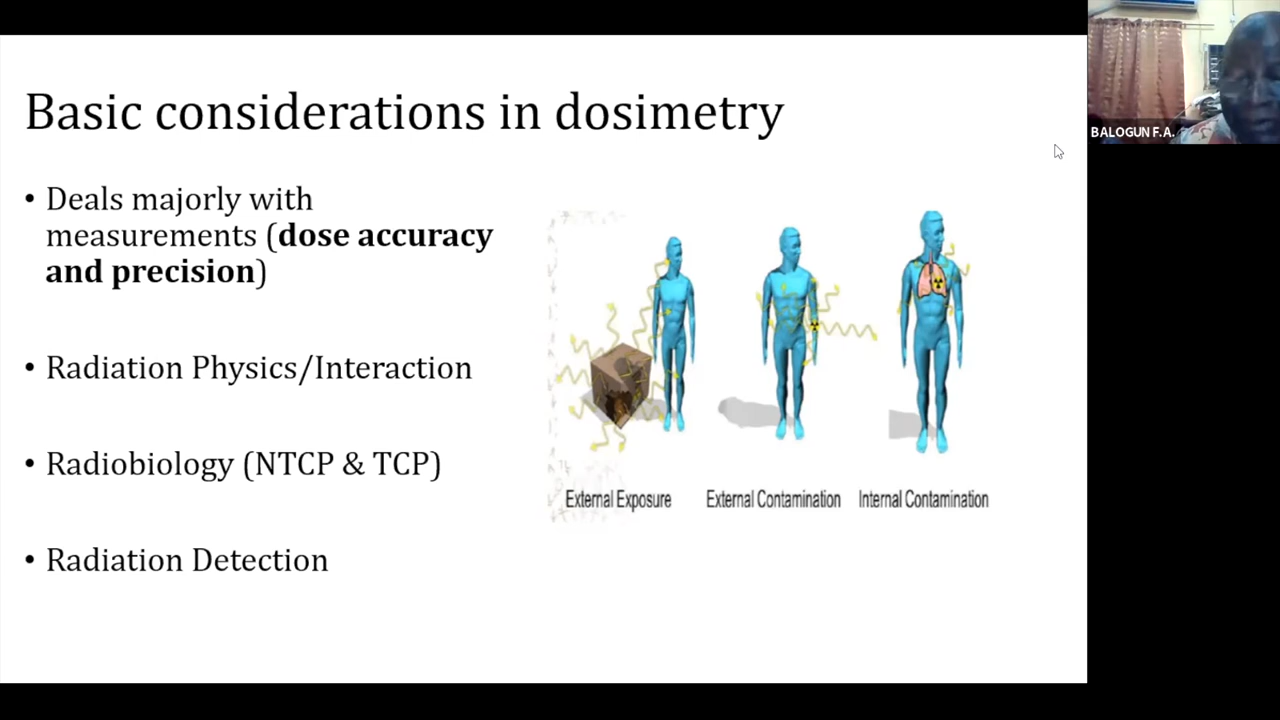 Basic considerations in dosimetry
• Deals majorly with
measurements (dose accuracy
and precision)
• Radiation Physics/Interaction
• Radiobiology (NTCP & TCP)
• Radiation Detection
External Exposure
External Contamination
Internal Contamination
BALOGUN F.A.